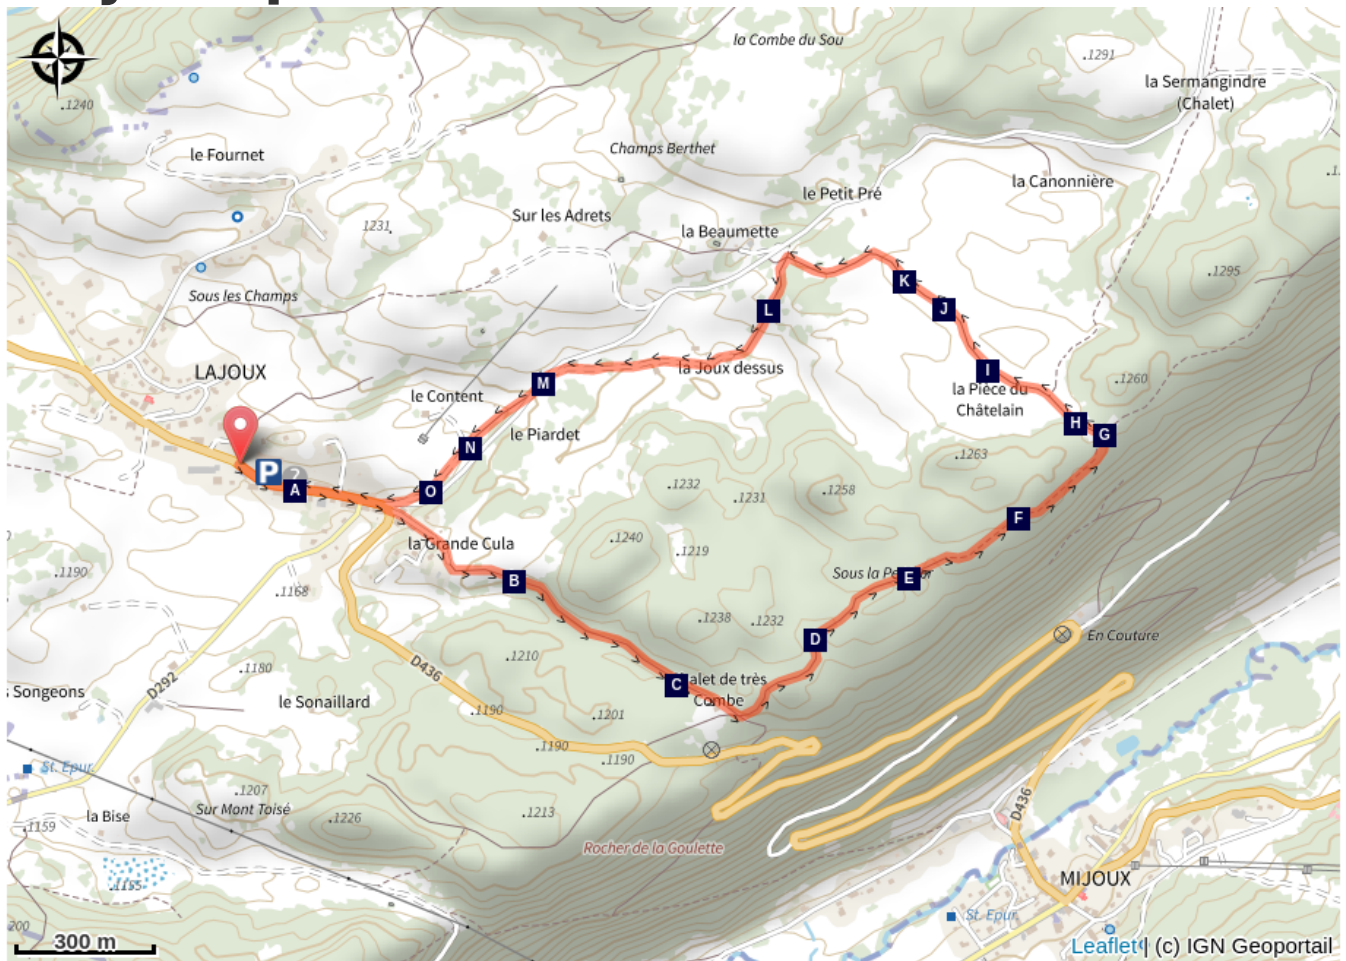 la Combe du Sou
.1291
la Sermangindre
(Chalet)
.1240
le Fournet
Champs Berthet
la Canonnière
le Petit Pré
Sur les Adrets
1231
la Beaumette
.1295
K
Sous les Champs
J
L
LAJOUX
la Joux dessus
I
M
la Pièce du
Châtelain
.1260
le Content
H
G
le Piardet
N
.1263
P
?
A
O
.1232
.1231
.1258
F
.1240
.1219
la Grande Cula
B
.1190
.1168
E
.1238
.1232
D
En Couture
.1210
.1180
D436
C
alet de très
Combe
s Songeons
D292
le Sonaillard
.1190
.1201
.1190
.1190
St. Epur.
.1207
Sur Mont Toisé
la Bise
.1226
.1213
.1159
D436
Rocher de la Goulette
MIJOUX
.1155
St. Epur.
200
300 m
Leaflet | (c) IGN Geoportail